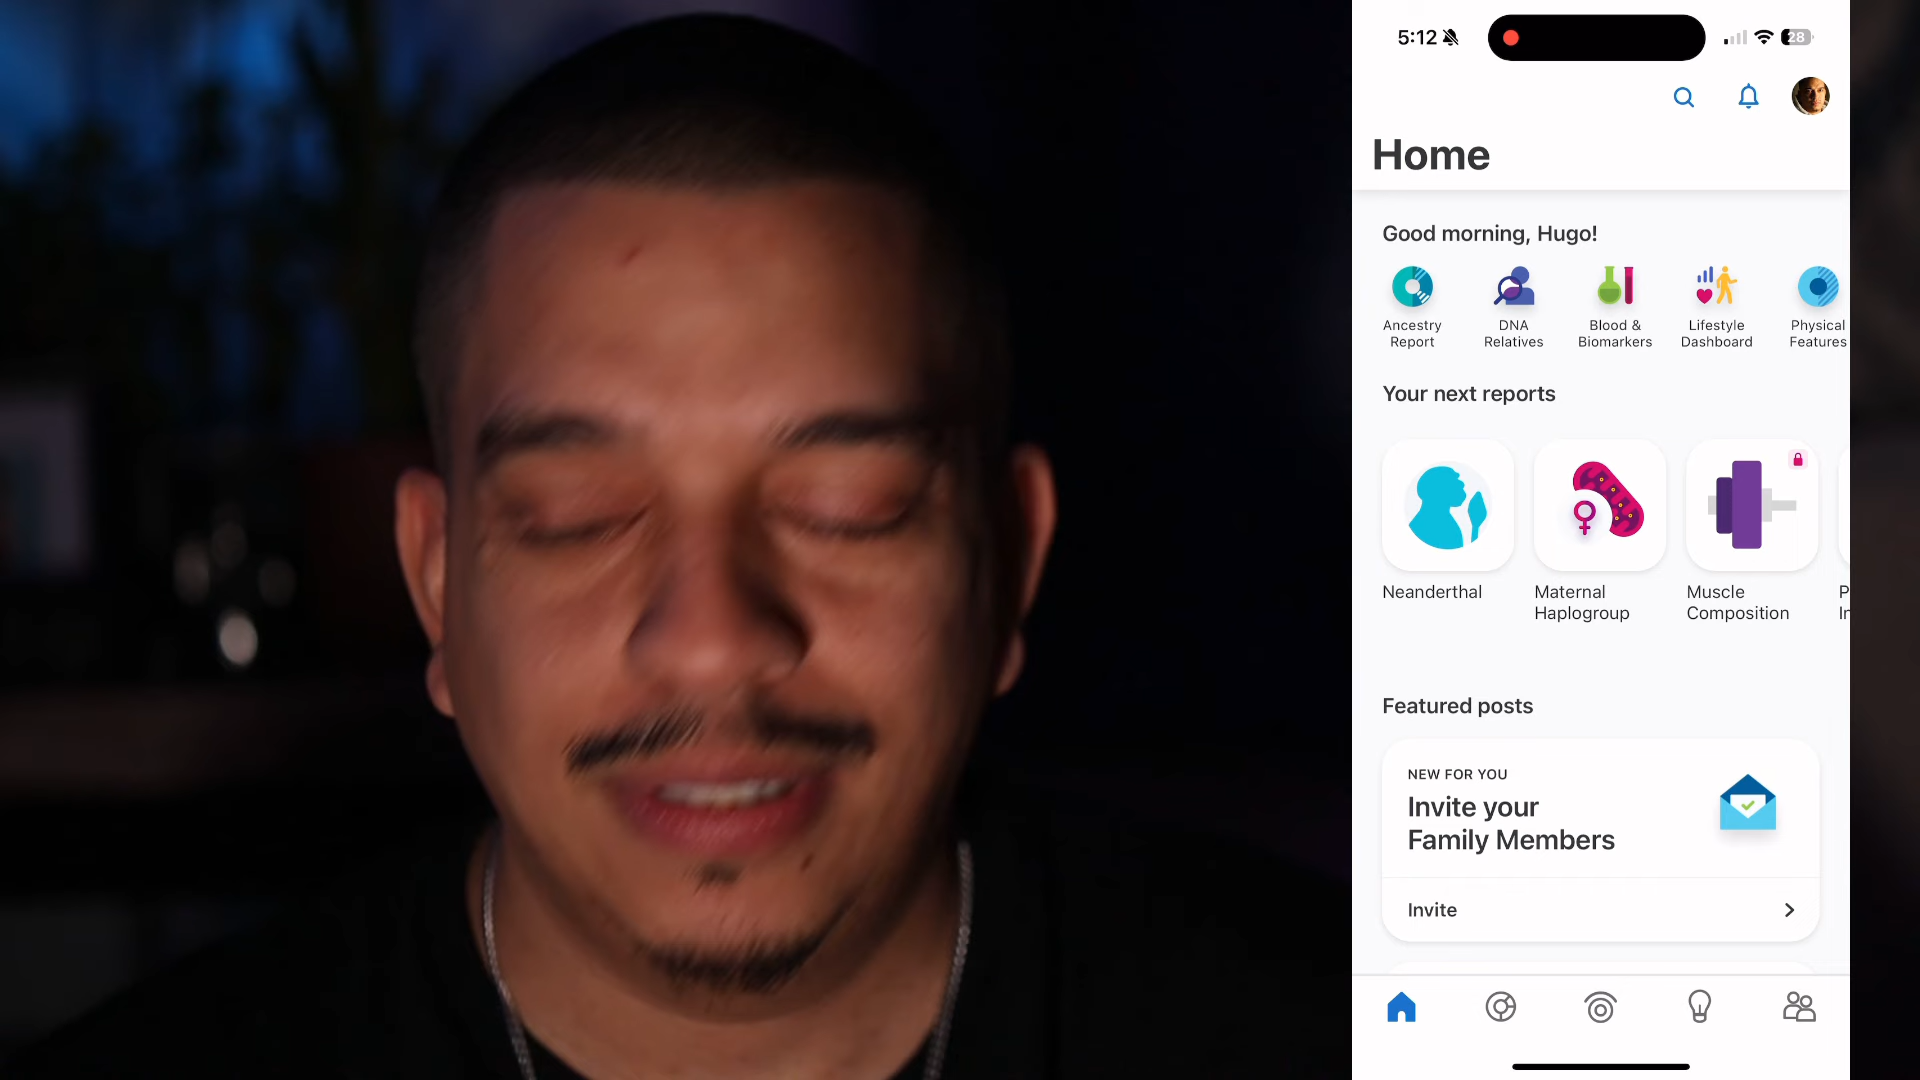 5:12
28
Home
Good morning, Hugo!
Ancestry
Report
DNA
Relatives
Blood &
Biomarkers
Lifestyle
Dashboard
Physical
Features
Your next reports
Neanderthal
Maternal
Haplogroup
Muscle
Composition
Featured posts
NEW FOR YOU
Invite your
Family Members
Invite